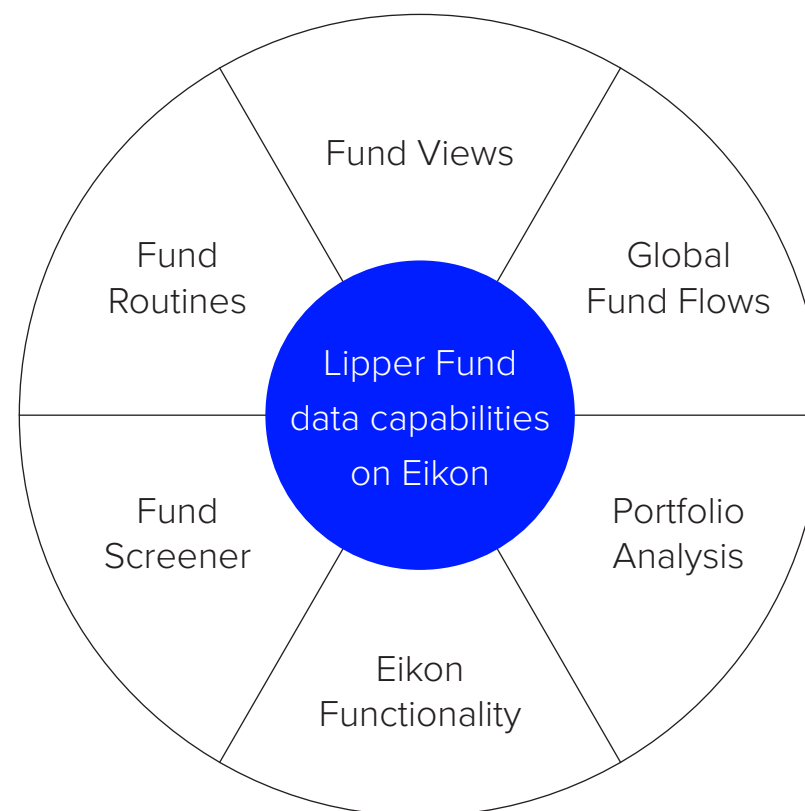 Fund Views
Global
Fund Flows
Portfolio
Analysis
Eikon
Functionality
Fund
Screener
Fund
Routines
Lipper Fund
data capabilities
on Eikon